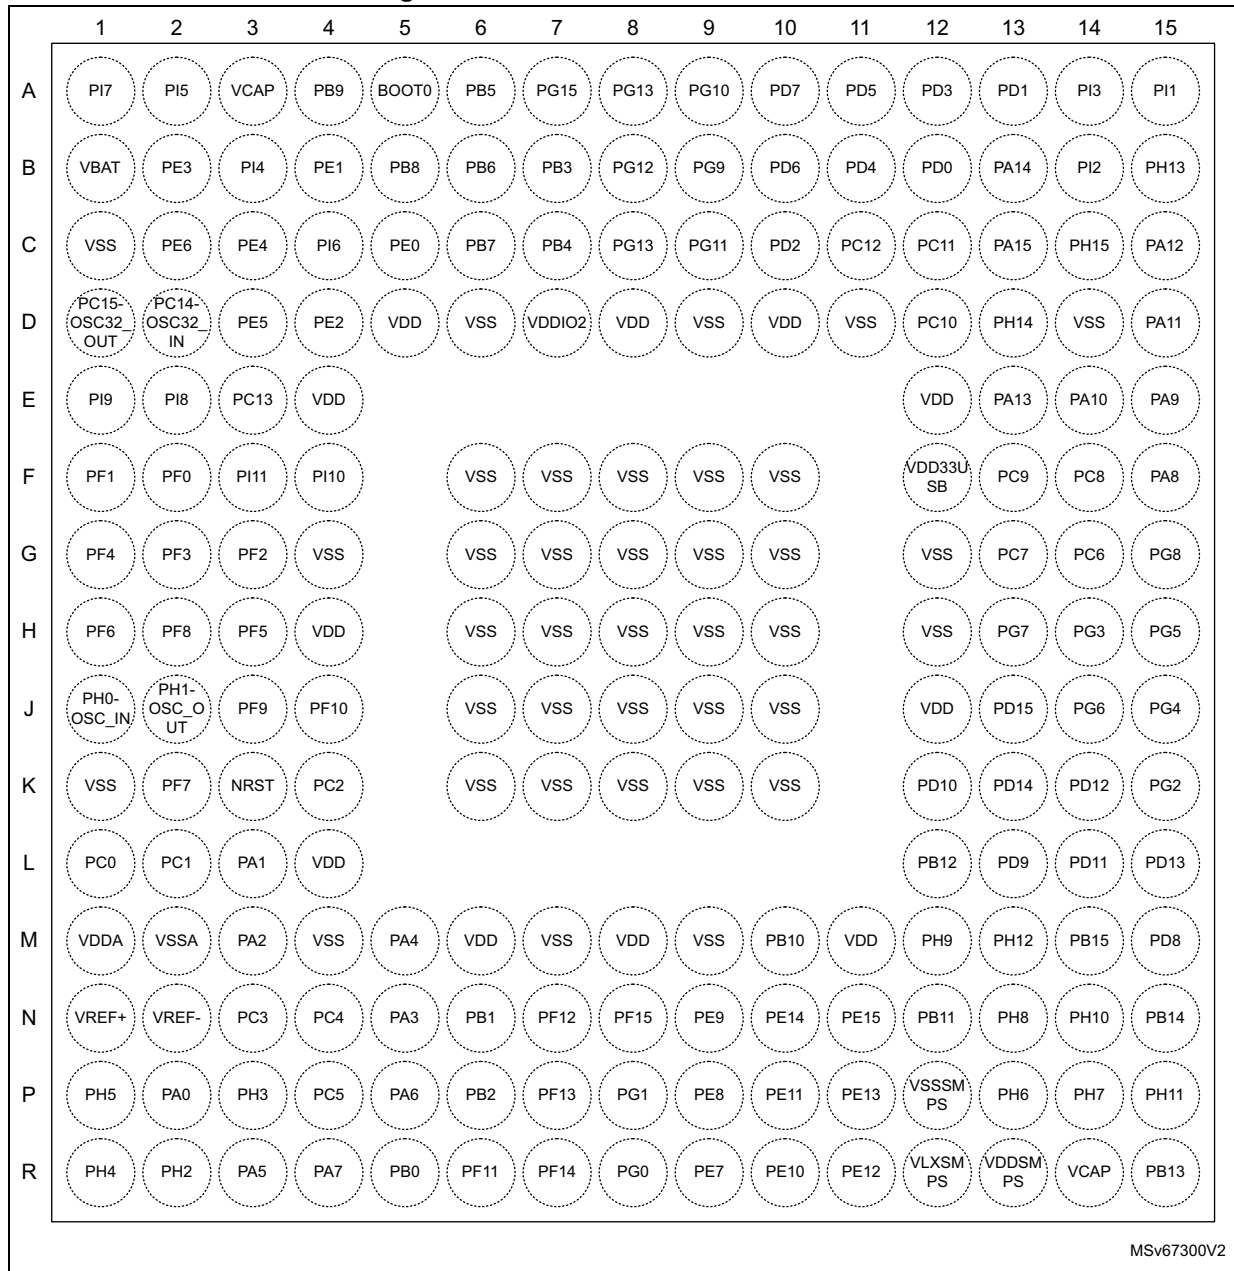 1 2 3 4 5 6 7 8 9 10 11 12 13 14 15
A PI7 PI5 VCAP PB9 BOOT0 PB5 PG15 PG13 PG10 PD7 PD5 PD3 PD1 PI3 PI1
B VBAT PE3 PI4 PE1 PB8 PB6 PB3 PG12 PG9 PD6 PD4 PD0 PA14 PI2 PH13
C VSS PE6 PE4 PI6 PE0 PB7 PB4 PG13 PG11 PD2 PC12 PC11 PA15 PH15 PA12
D PC15-OSC32_OUT PC14-OSC32_IN PE5 PE2 VDD VSS VDDIO2 VDD VSS VDD VSS PC10 PH14 VSS PA11
E PI9 PI8 PC13 VDD VDD PA13 PA10 PA9
F PF1 PF0 PI11 PI10 VSS VSS VSS VSS VSS VDD33USB PC9 PC8 PA8
G PF4 PF3 PF2 VSS VSS VSS VSS VSS VSS VSS PC7 PC6 PG8
H PF6 PF8 PF5 VDD VSS VSS VSS VSS VSS VSS PG7 PG3 PG5
J PH0-OSC_IN PH1-OSC_OUT PF9 PF10 VSS VSS VSS VSS VSS VDD PD15 PG6 PG4
K VSS PF7 NRST PC2 VSS VSS VSS VSS VSS PD10 PD14 PD12 PG2
L PC0 PC1 PA1 VDD PB12 PD9 PD11 PD13
M VDDA VSSA PA2 VSS PA4 VDD VSS VDD VSS PB10 VDD PH9 PH12 PB15 PD8
N VREF+ VREF- PC3 PC4 PA3 PB1 PF12 PF15 PE9 PE14 PE15 PB11 PH8 PH10 PB14
P PH5 PA0 PH3 PC5 PA6 PB2 PF13 PG1 PE8 PE11 PE13 VSSSMPS PH6 PH7 PH11
R PH4 PH2 PA5 PA7 PB0 PF11 PF14 PG0 PE7 PE10 PE12 VLXSMPS VDDSMPS VCAP PB13
MSv67300V2